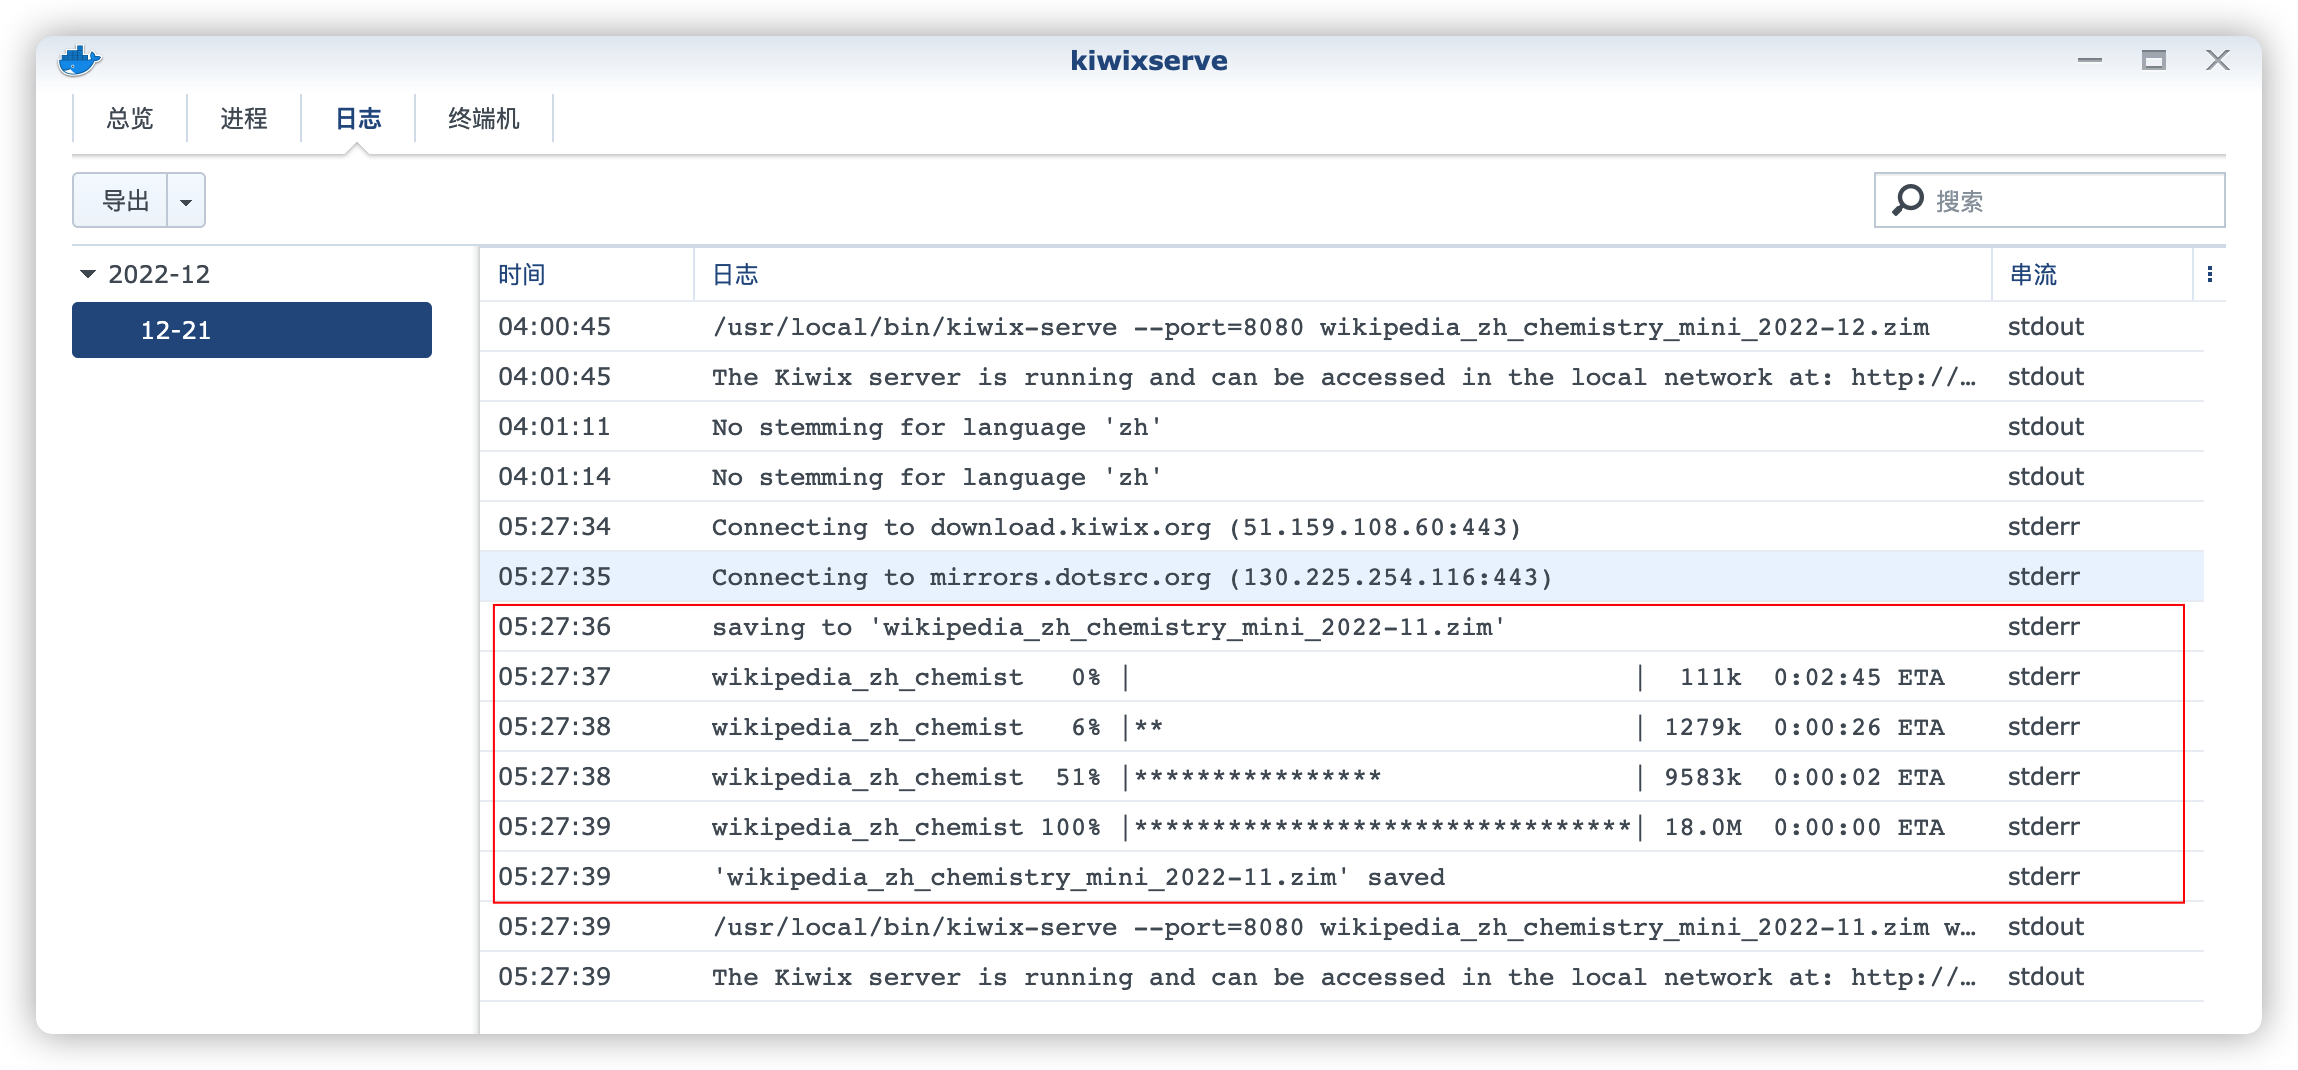 kiwixserve
总览 进程 日志 终端机
导出 搜索
2022-12
12-21
时间 日志 串流
04:00:45 /usr/local/bin/kiwix-serve --port=8080 wikipedia_zh_chemistry_mini_2022-12.zim stdout
04:00:45 The Kiwix server is running and can be accessed in the local network at: http://… stdout
04:01:11 No stemming for language 'zh' stdout
04:01:14 No stemming for language 'zh' stdout
05:27:34 Connecting to download.kiwix.org (51.159.108.60:443) stderr
05:27:35 Connecting to mirrors.dotsrc.org (130.225.254.116:443) stderr
05:27:36 saving to 'wikipedia_zh_chemistry_mini_2022-11.zim' stderr
05:27:37 wikipedia_zh_chemist   0% |                                |  111k  0:02:45 ETA stderr
05:27:38 wikipedia_zh_chemist   6% |**                              | 1279k  0:00:26 ETA stderr
05:27:38 wikipedia_zh_chemist  51% |****************                | 9583k  0:00:02 ETA stderr
05:27:39 wikipedia_zh_chemist 100% |********************************| 18.0M  0:00:00 ETA stderr
05:27:39 'wikipedia_zh_chemistry_mini_2022-11.zim' saved stderr
05:27:39 /usr/local/bin/kiwix-serve --port=8080 wikipedia_zh_chemistry_mini_2022-11.zim w… stdout
05:27:39 The Kiwix server is running and can be accessed in the local network at: http://… stdout